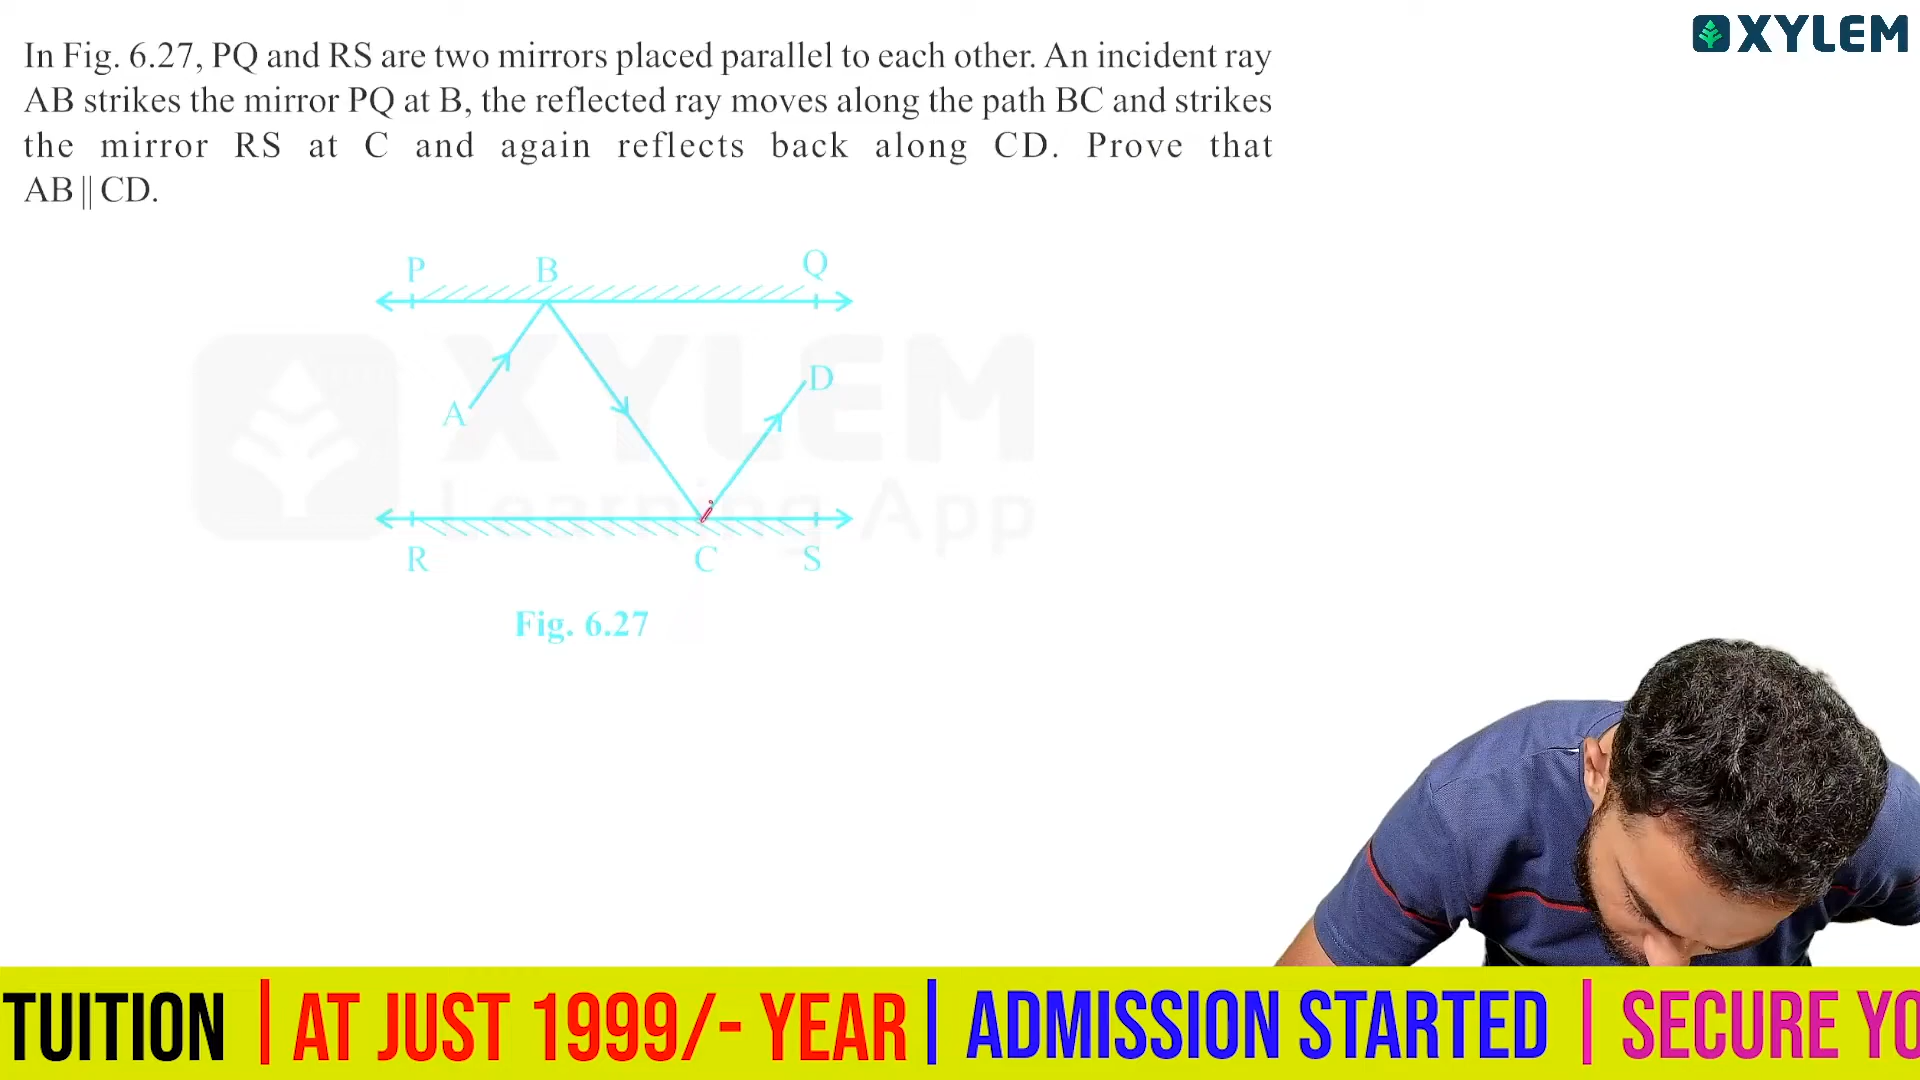 XYLEM
In Fig. 6.27, PQ and RS are two mirrors placed parallel to each other. An incident ray
AB strikes the mirror PQ at B, the reflected ray moves along the path BC and strikes
the mirror RS at C and again reflects back along CD. Prove that
AB || CD.
P B Q
XYLEM
D
A
Learning App
R C S
Fig. 6.27
TUITION | AT JUST 1999/- YEAR | ADMISSION STARTED | SECURE YO